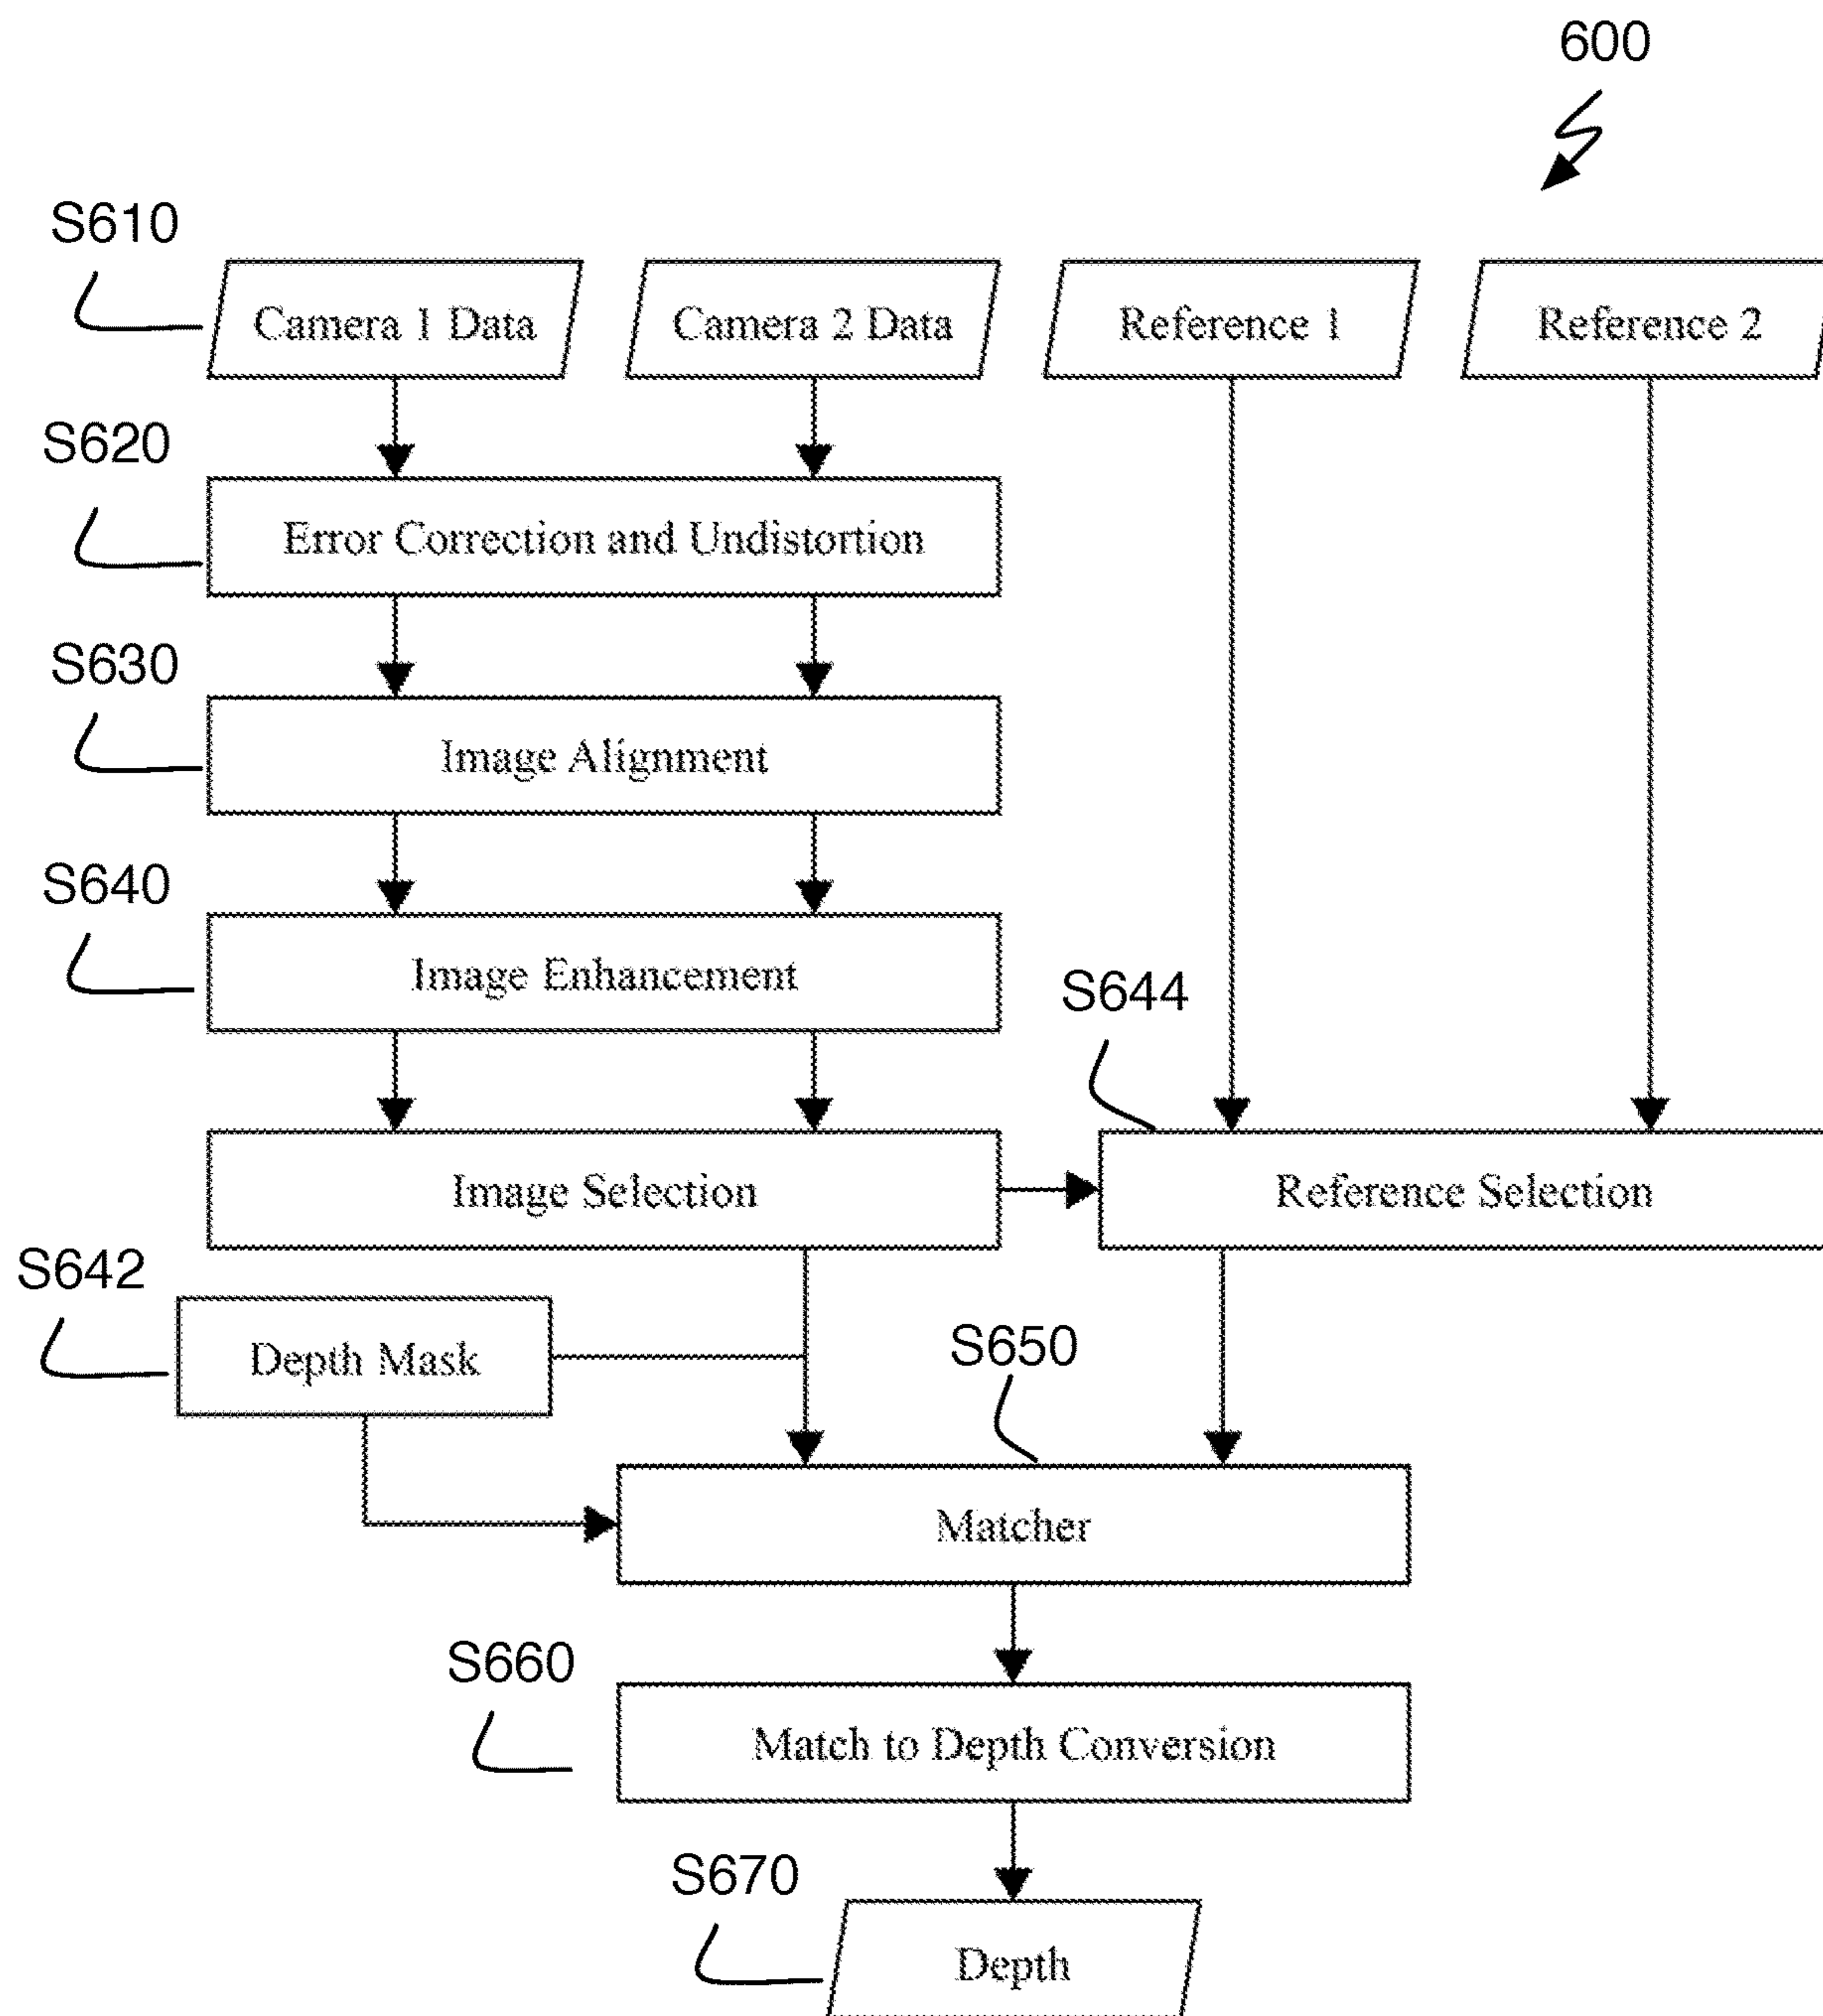 600
S610
Camera 1 Data
Camera 2 Data
Reference 1
Reference 2
S620
Error Correction and Undistortion
S630
Image Alignment
S640
Image Enhancement
S644
Image Selection
Reference Selection
S642
Depth Mask
S650
Matcher
S660
Match to Depth Conversion
S670
Depth